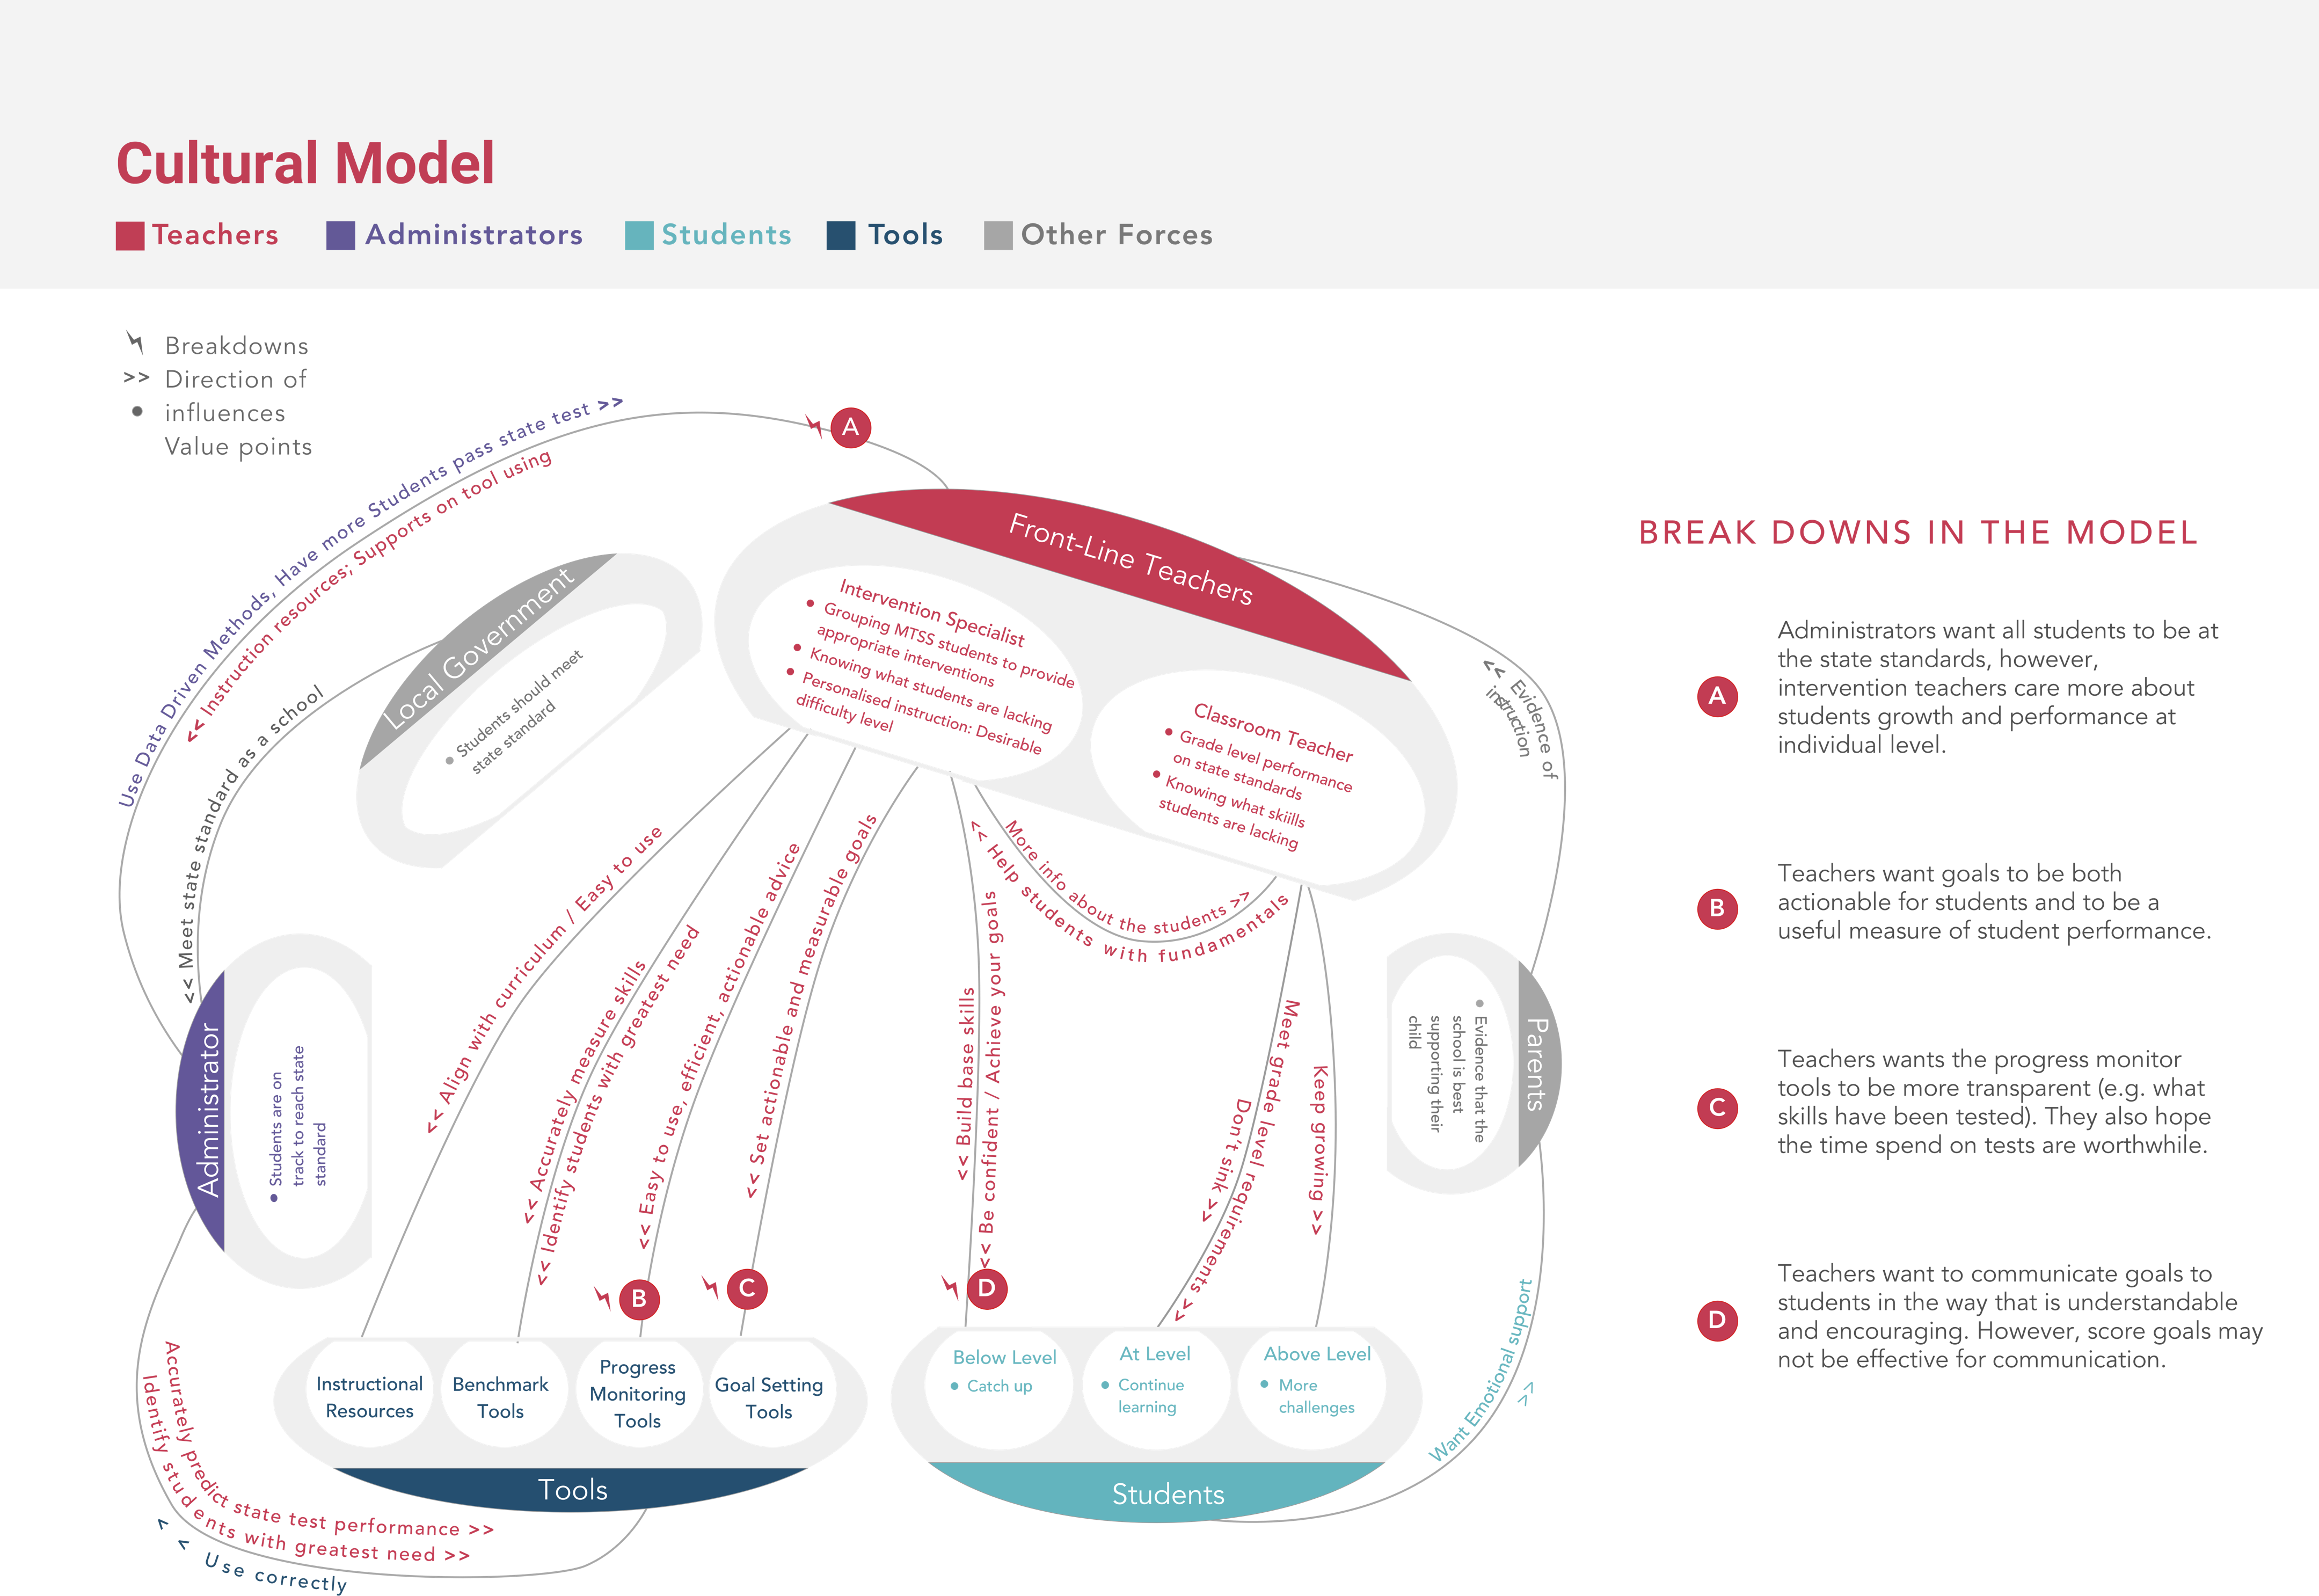 Cultural Model
Teachers
Administrators
Students
Tools
Other Forces
Breakdowns
>> Direction of
influences
Value points
Use Data Driven Methods, Have more Students pass state test >>
<< Instruction resources; Supports on tool using
<< Meet state standard as a school
A
Front-Line Teachers
Intervention Specialist
Grouping MTSS students to provide
appropriate interventions
Knowing what students are lacking
Personalised instruction: Desirable
difficulty level
Classroom Teacher
Grade level performance
on state standards
Knowing what skiills
students are lacking
Local Government
Students should meet
state standard
<< Evidence of
instruction
Administrator
Students are on
track to reach state
standard
Parents
Evidence that the
school is best
supporting their
child
<< Align with curriculum / Easy to use
<< Accurately measure skills
<< Identify students with greatest need
<< Easy to use, efficient, actionable advice
<< Set actionable and measurable goals
<< Build base skills
<< Be confident / Achieve your goals
More info about the students >>
<< Help students with fundamentals
Don't sink >>
Meet grade level requirements >>
Keep growing >>
B
C
D
Instructional
Resources
Benchmark
Tools
Progress
Monitoring
Tools
Goal Setting
Tools
Tools
Below Level
Catch up
At Level
Continue
learning
Above Level
More
challenges
Students
Want Emotional support >>
Accurately predict state test performance >>
Identify students with greatest need >>
<< Use correctly
BREAK DOWNS IN THE MODEL
A
Administrators want all students to be at
the state standards, however,
intervention teachers care more about
students growth and performance at
individual level.
B
Teachers want goals to be both
actionable for students and to be a
useful measure of student performance.
C
Teachers wants the progress monitor
tools to be more transparent (e.g. what
skills have been tested). They also hope
the time spend on tests are worthwhile.
D
Teachers want to communicate goals to
students in the way that is understandable
and encouraging. However, score goals may
not be effective for communication.